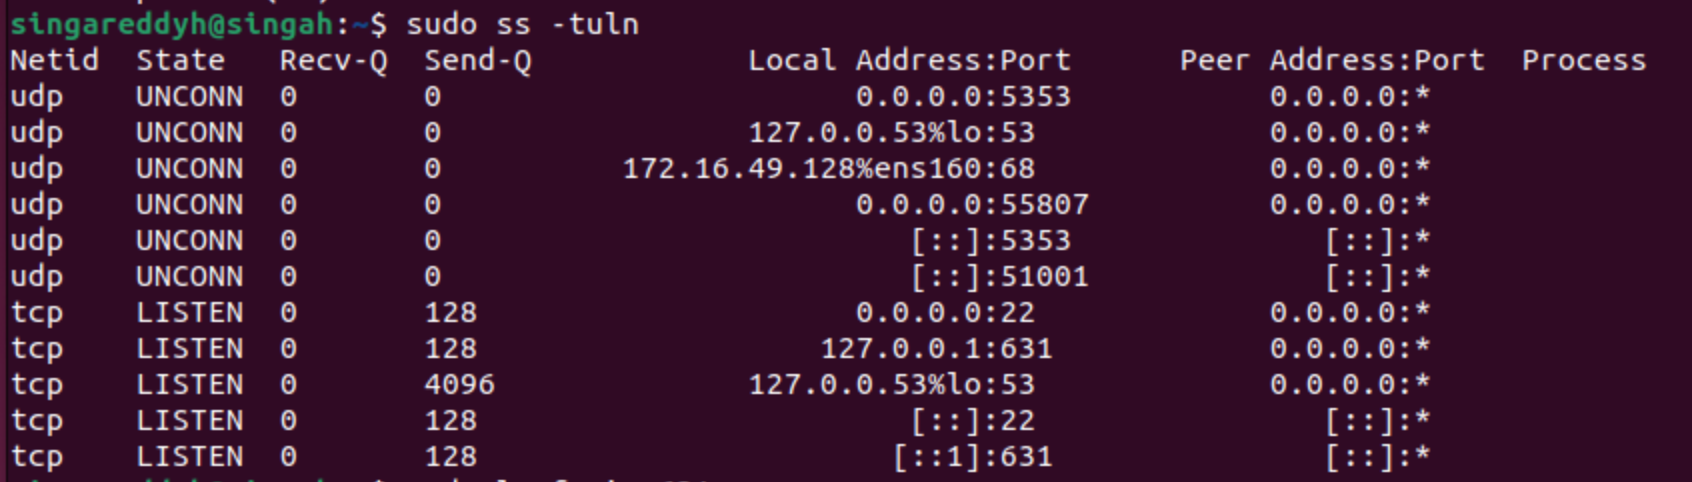 singareddyh@singah:~$ sudo ss -tuln
Netid State Recv-Q Send-Q Local Address:Port Peer Address:Port Process
udp UNCONN 0 0 0.0.0.0:5353 0.0.0.0:*
udp UNCONN 0 0 127.0.0.53%lo:53 0.0.0.0:*
udp UNCONN 0 0 172.16.49.128%ens160:68 0.0.0.0:*
udp UNCONN 0 0 0.0.0.0:55807 0.0.0.0:*
udp UNCONN 0 0 [::]:5353 [::]:*
udp UNCONN 0 0 [::]:51001 [::]:*
tcp LISTEN 0 128 0.0.0.0:22 0.0.0.0:*
tcp LISTEN 0 128 127.0.0.1:631 0.0.0.0:*
tcp LISTEN 0 4096 127.0.0.53%lo:53 0.0.0.0:*
tcp LISTEN 0 128 [::]:22 [::]:*
tcp LISTEN 0 128 [::1]:631 [::]:*